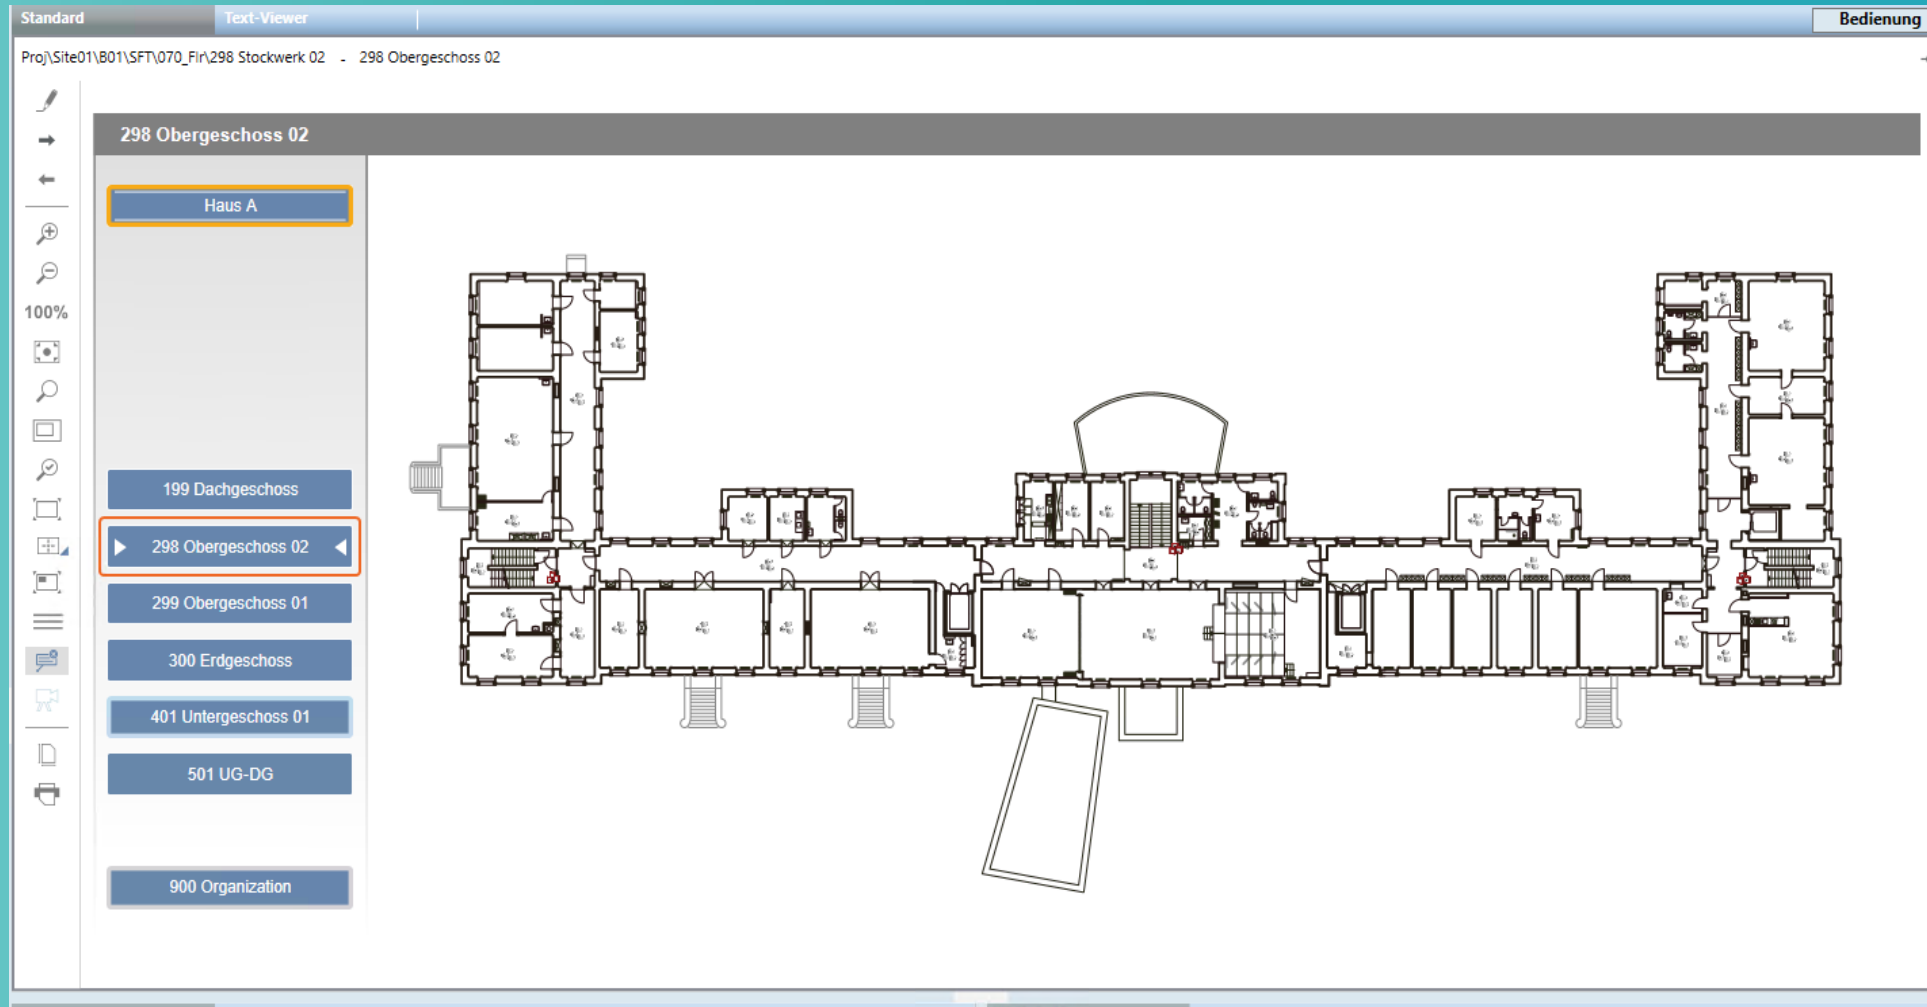 Standard
Text-Viewer
Bedienung
Proj\Site01\B01\SFT\070_Flr\298 Stockwerk 02 - 298 Obergeschoss 02
298 Obergeschoss 02
Haus A
100%
199 Dachgeschoss
298 Obergeschoss 02
299 Obergeschoss 01
300 Erdgeschoss
401 Untergeschoss 01
501 UG-DG
900 Organization